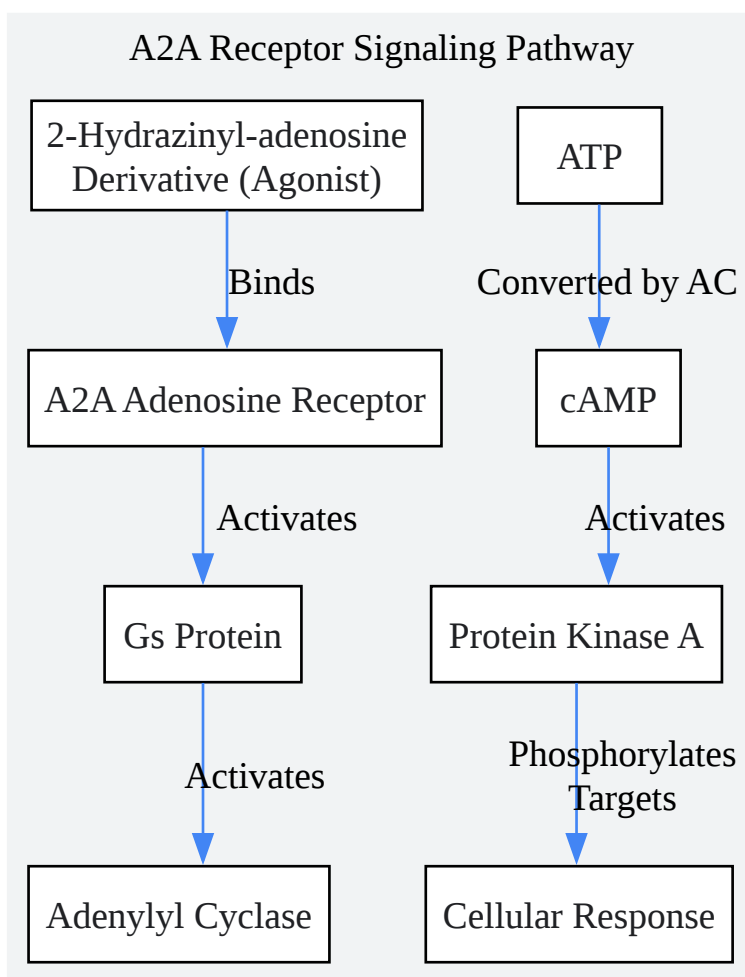 A2A Receptor Signaling Pathway
2-Hydrazinyl-adenosine
Derivative (Agonist)
ATP
Binds
Converted by AC
A2A Adenosine Receptor
cAMP
Activates
Activates
Gs Protein
Protein Kinase A
Activates
Phosphorylates
Targets
Adenylyl Cyclase
Cellular Response